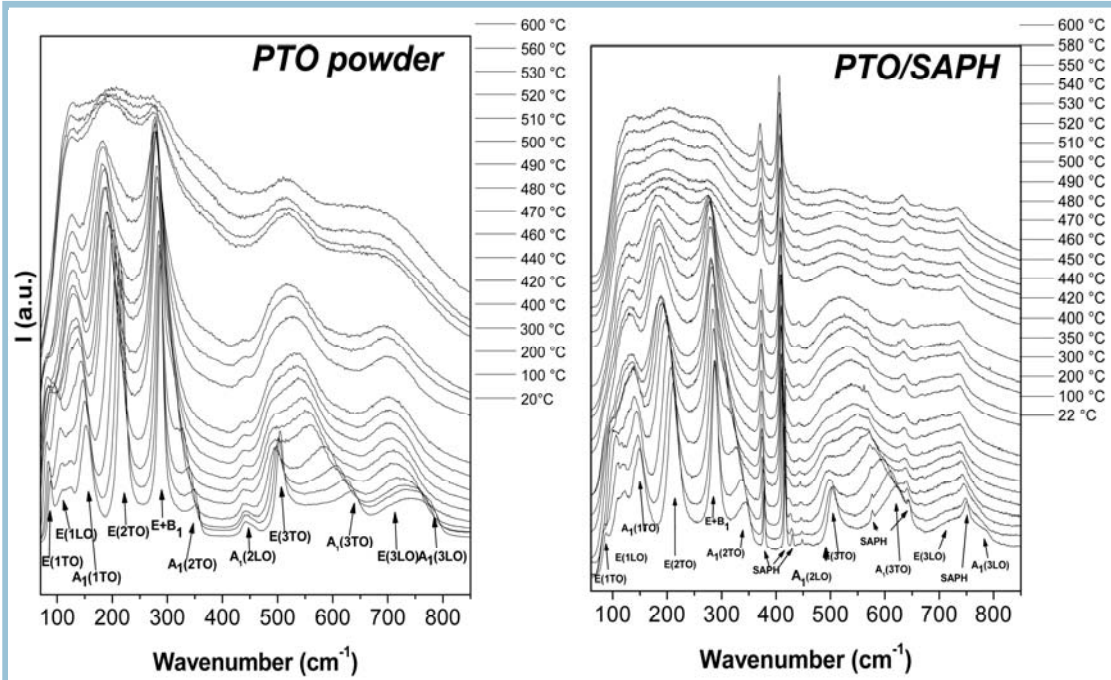 PTO powder
600 °C
560 °C
530 °C
520 °C
510 °C
500 °C
490 °C
480 °C
470 °C
460 °C
440 °C
420 °C
400 °C
300 °C
200 °C
100 °C
20°C
I (a.u.)
E(1TO)
E(1LO)
A1(1TO)
E(2TO)
E+B1
A1(2TO)
A1(2LO)
E(3TO)
A1(3TO)
E(3LO)
A1(3LO)
100 200 300 400 500 600 700 800
Wavenumber (cm-1)
PTO/SAPH
600 °C
580 °C
550 °C
540 °C
530 °C
520 °C
510 °C
500 °C
490 °C
480 °C
470 °C
460 °C
450 °C
440 °C
420 °C
400 °C
350 °C
300 °C
200 °C
100 °C
22 °C
E(1TO)
E(1LO)
A1(1TO)
E(2TO)
E+B1
A1(2TO)
SAPH
A1(2LO)
E(3TO)
SAPH
A1(3TO)
E(3LO)
SAPH
A1(3LO)
100 200 300 400 500 600 700 800
Wavenumber (cm-1)